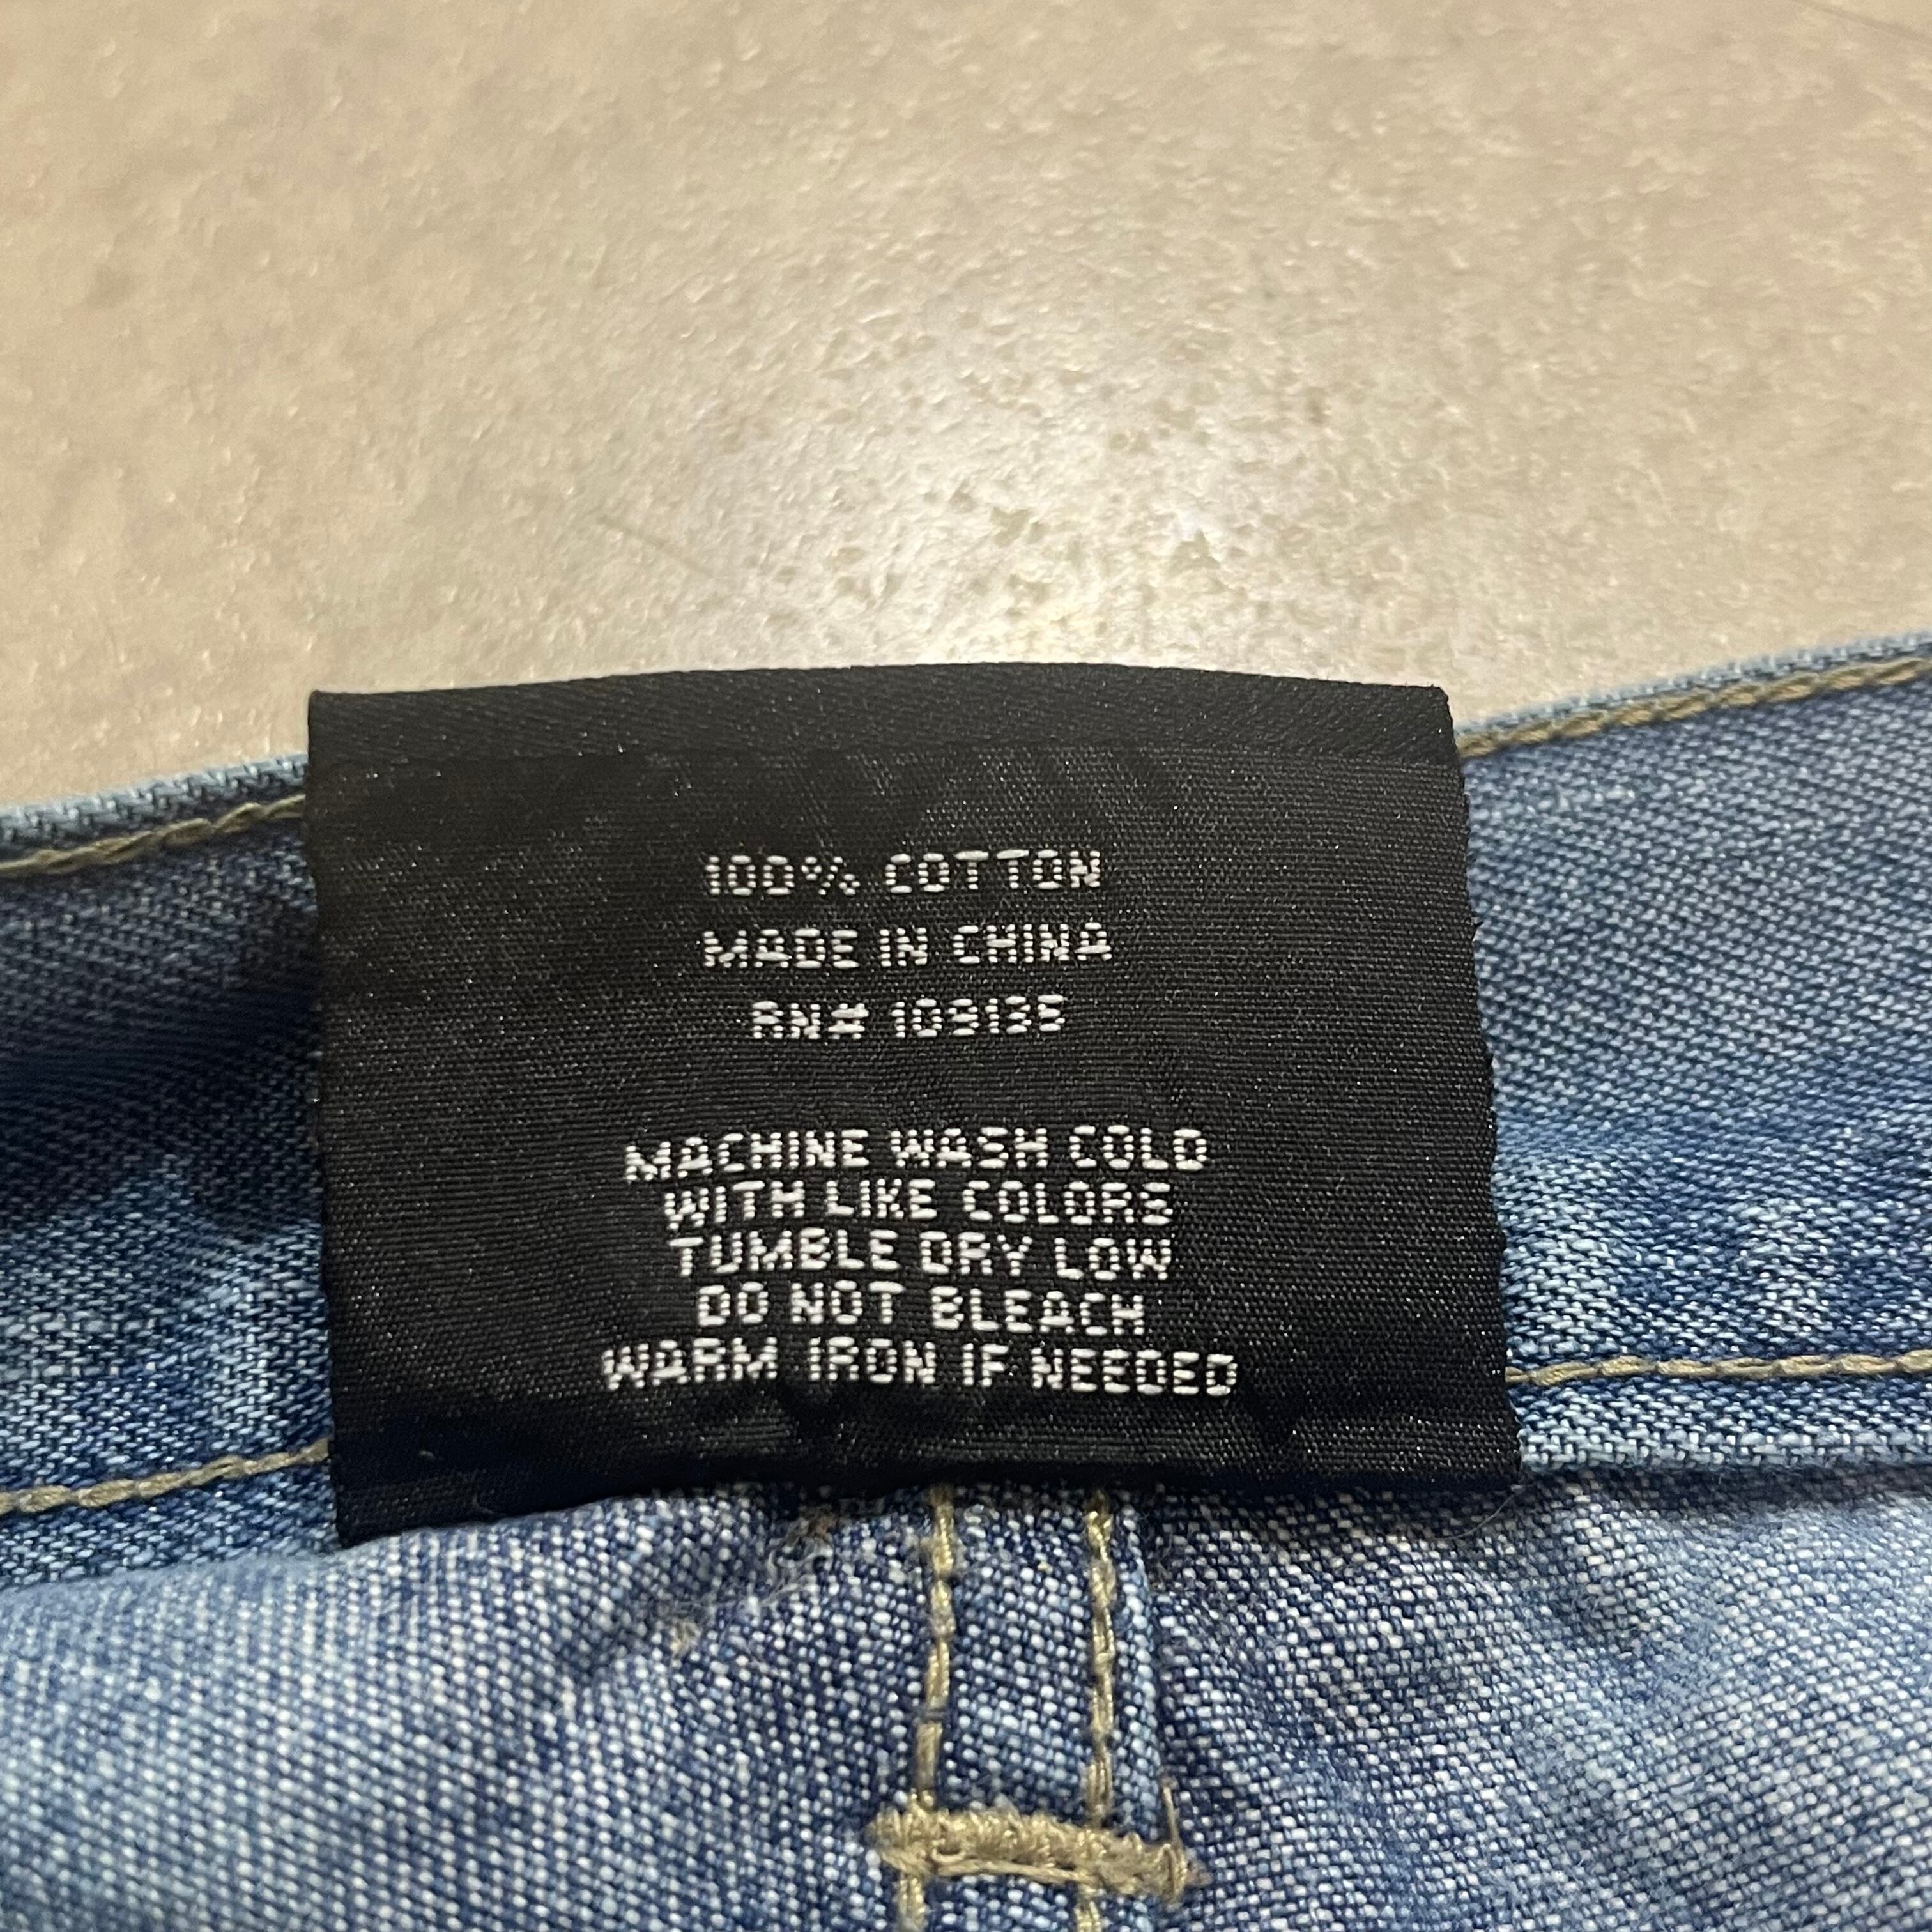 100% COTTON
MADE IN CHINA
RN# 109135
MACHINE WASH COLD
WITH LIKE COLORS
TUMBLE DRY LOW
DO NOT BLEACH
WARM IRON IF NEEDED